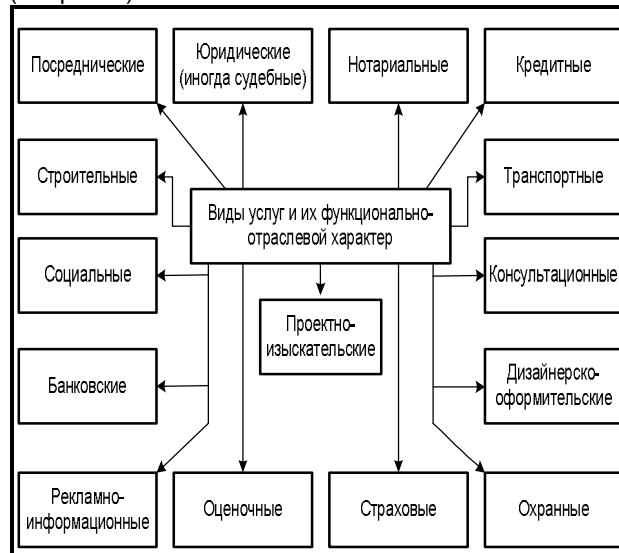 Посреднические
Юридические
(иногда судебные)
Нотариальные
Кредитные
Строительные
Транспортные
Виды услуг и их функционально-
отраслевой характер
Социальные
Консультационные
Проектно-
изыскательские
Банковские
Дизайнерско-
оформительские
Рекламно-
информационные
Оценочные
Страховые
Охранные